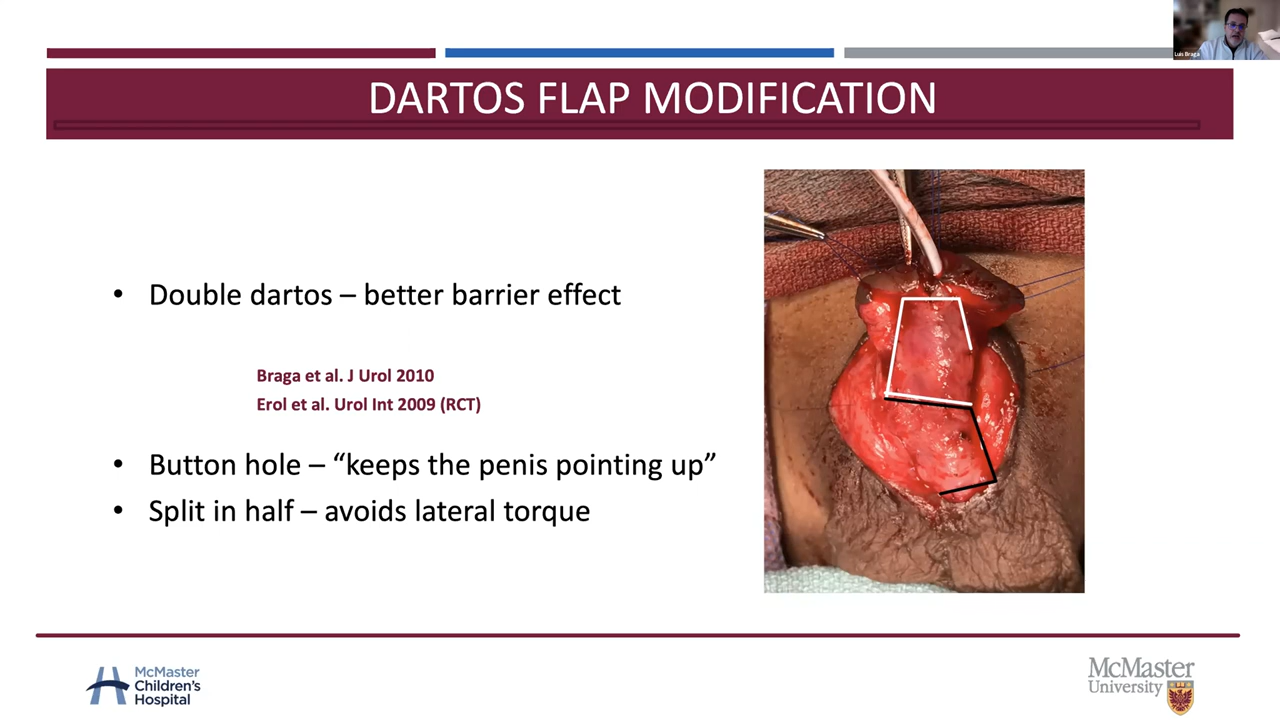 Luis Braga
DARTOS FLAP MODIFICATION
• Double dartos – better barrier effect
Braga et al. J Urol 2010
Erol et al. Urol Int 2009 (RCT)
• Button hole – “keeps the penis pointing up”
• Split in half – avoids lateral torque
McMaster
Children's
Hospital
McMaster
University